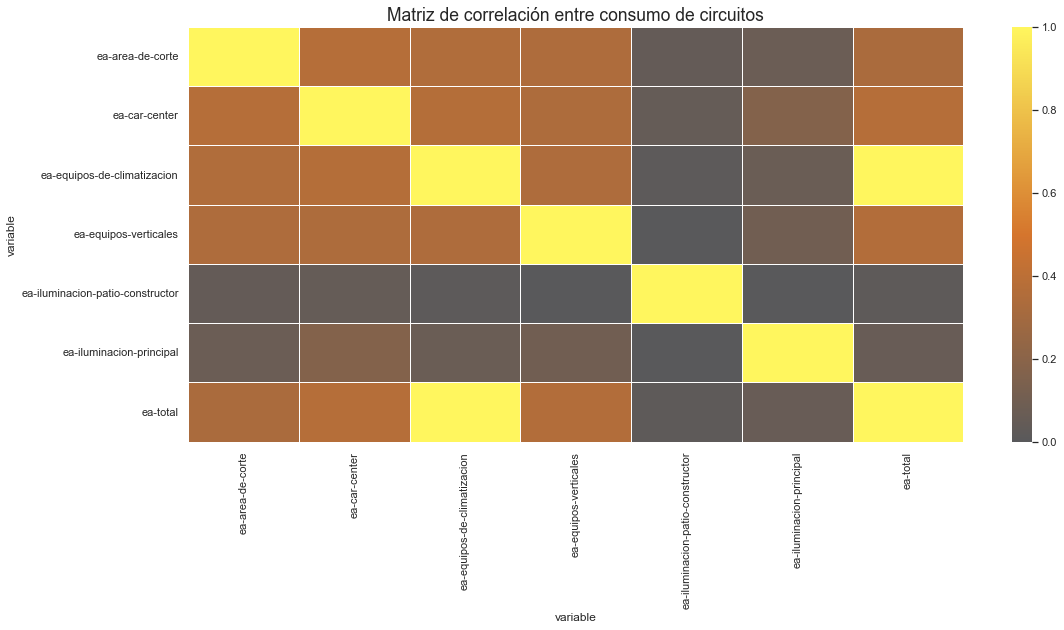 Matriz de correlación entre consumo de circuitos
variable
ea-area-de-corte
ea-car-center
ea-equipos-de-climatizacion
ea-equipos-verticales
ea-iluminacion-patio-constructor
ea-iluminacion-principal
ea-total
ea-area-de-corte
ea-car-center
ea-equipos-de-climatizacion
ea-equipos-verticales
ea-iluminacion-patio-constructor
ea-iluminacion-principal
ea-total
variable
1.0
0.8
0.6
0.4
0.2
0.0